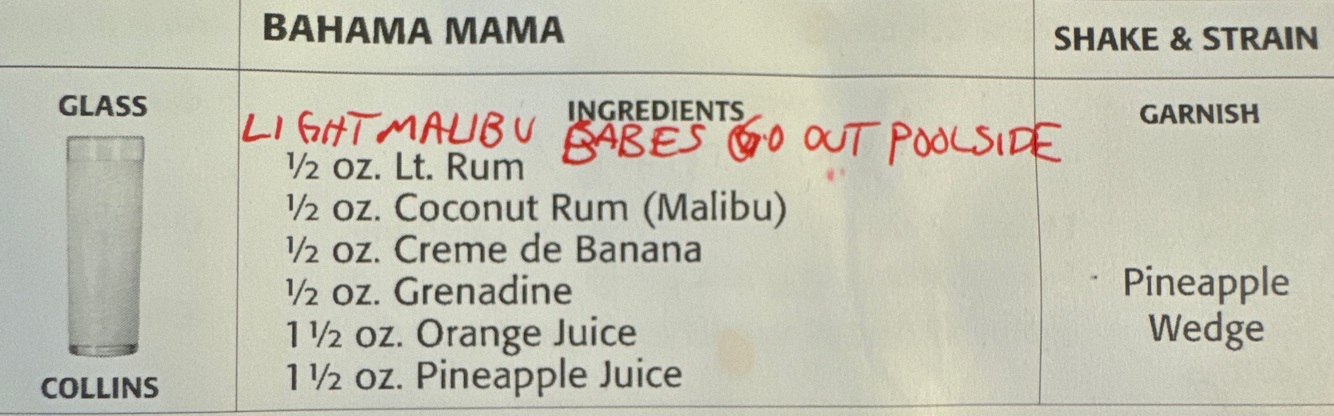 BAHAMA MAMA
SHAKE & STRAIN
GLASS
COLLINS
INGREDIENTS
LIGHT MALIBU BABES GO OUT POOLSIDE
½ oz. Lt. Rum
½ oz. Coconut Rum (Malibu)
½ oz. Creme de Banana
½ oz. Grenadine
1 ½ oz. Orange Juice
1 ½ oz. Pineapple Juice
GARNISH
Pineapple
Wedge